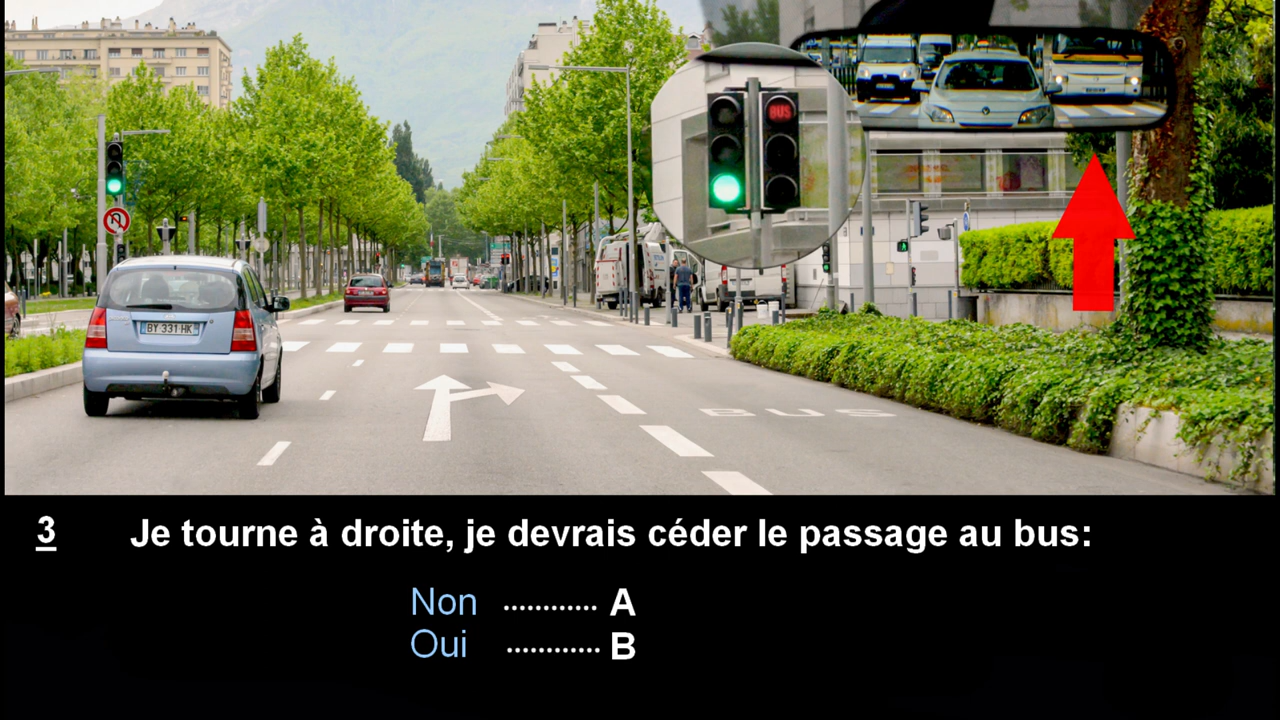 BUS
BY 331 HK
BUS
3 Je tourne à droite, je devrais céder le passage au bus:
Non ............ A
Oui ............ B